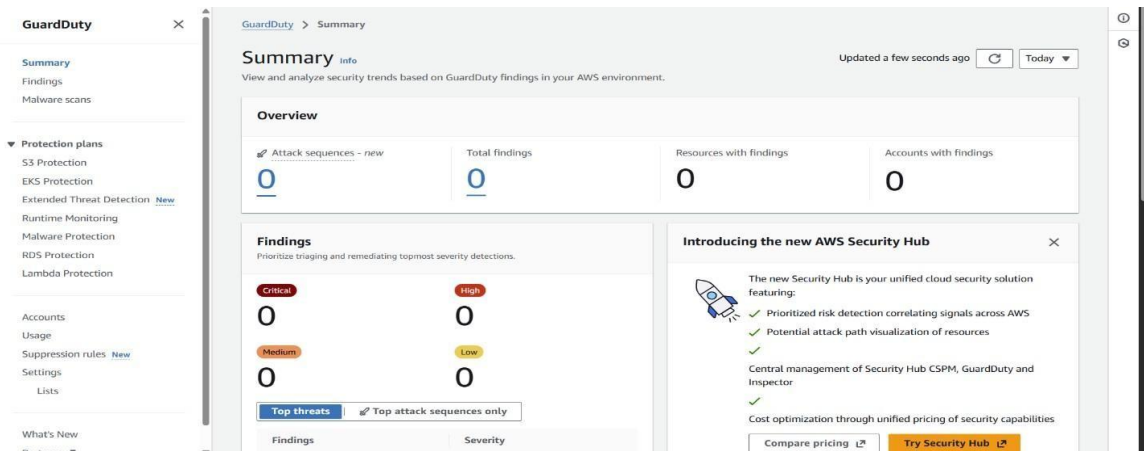 GuardDuty
Summary
Findings
Malware scans
Protection plans
S3 Protection
EKS Protection
Extended Threat Detection New
Runtime Monitoring
Malware Protection
RDS Protection
Lambda Protection
Accounts
Usage
Suppression rules New
Settings
Lists
What's New
GuardDuty > Summary
Summary Info
View and analyze security trends based on GuardDuty findings in your AWS environment.
Updated a few seconds ago
Today
Overview
Attack sequences - new
0
Total findings
0
Resources with findings
0
Accounts with findings
0
Findings
Prioritize triaging and remediating topmost severity detections.
Critical
0
High
0
Medium
0
Low
0
Top threats
Top attack sequences only
Findings Severity
Introducing the new AWS Security Hub
The new Security Hub is your unified cloud security solution
featuring:
Prioritized risk detection correlating signals across AWS
Potential attack path visualization of resources
Central management of Security Hub CSPM, GuardDuty and
Inspector
Cost optimization through unified pricing of security capabilities
Compare pricing
Try Security Hub